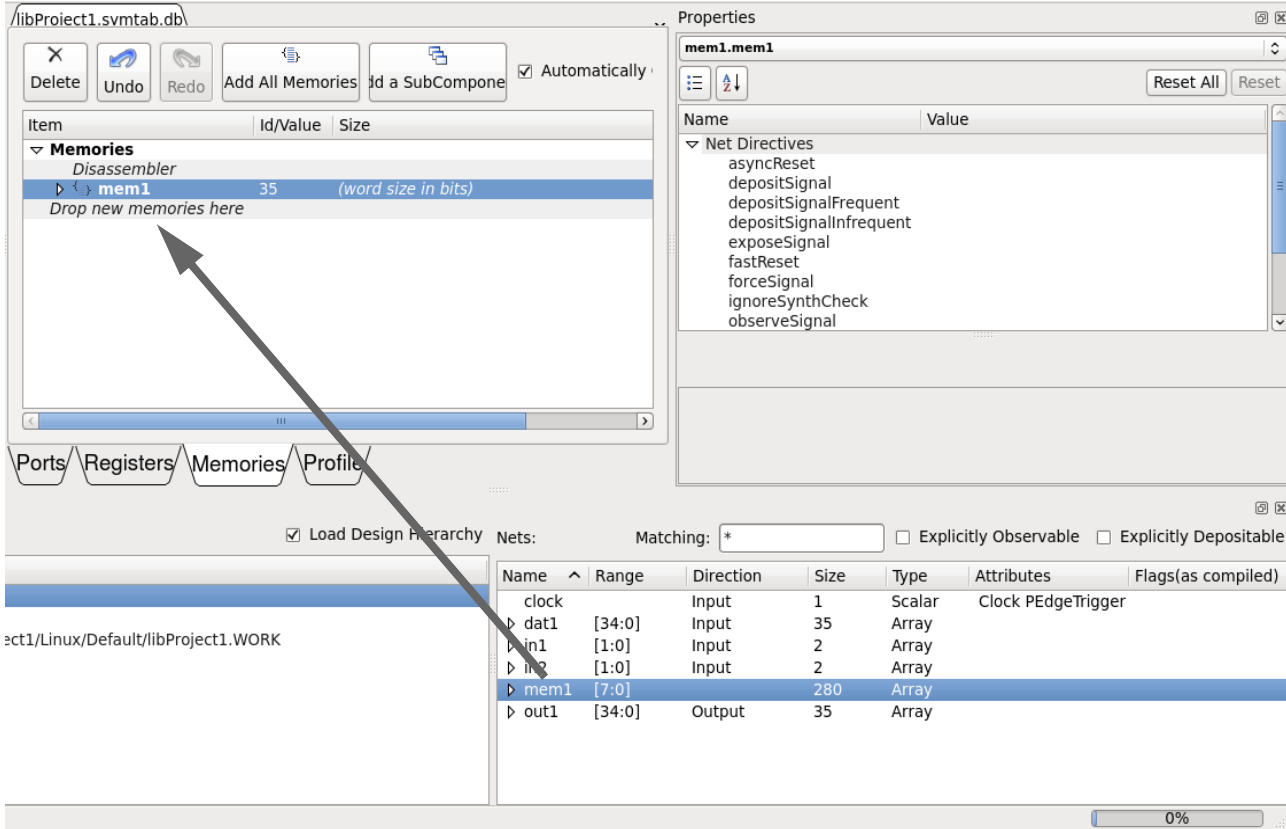 /libProject1.symtab.db\
Delete
Undo
Redo
Add All Memories
dd a SubCompone
Automatically
Item Id/Value Size
Memories
Disassembler
{ } mem1 35 (word size in bits)
Drop new memories here
Ports Registers Memories Profile
Properties
mem1.mem1
A Z
Reset All Reset
Name Value
Net Directives
asyncReset
depositSignal
depositSignalFrequent
depositSignalInfrequent
exposeSignal
fastReset
forceSignal
ignoreSynthCheck
observeSignal
Load Design Hierarchy
ect1/Linux/Default/libProject1.WORK
Nets: Matching: * Explicitly Observable Explicitly Depositable
Name Range Direction Size Type Attributes Flags(as compiled)
clock Input 1 Scalar Clock PEdgeTrigger
dat1 [34:0] Input 35 Array
in1 [1:0] Input 2 Array
in2 [1:0] Input 2 Array
mem1 [7:0] 280 Array
out1 [34:0] Output 35 Array
0%